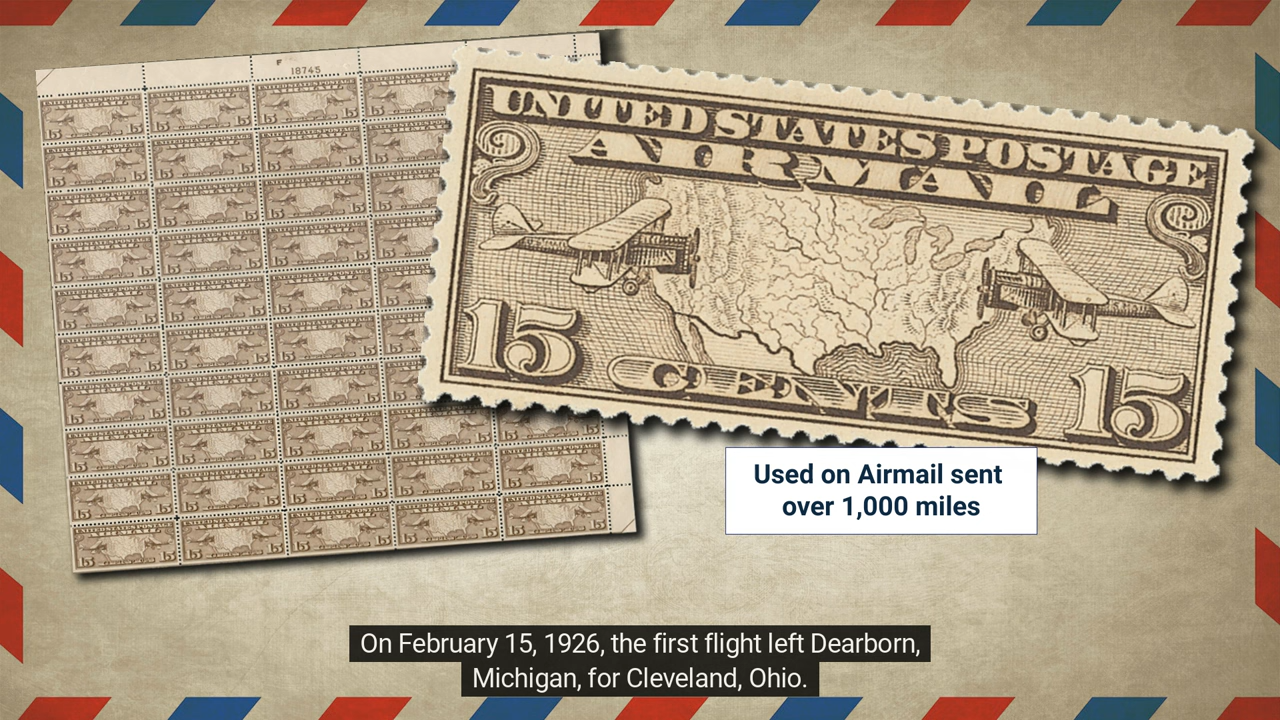 F
18745
UNITED STATES POSTAGE
AIR MAIL
15 CENTS 15
Used on Airmail sent
over 1,000 miles
On February 15, 1926, the first flight left Dearborn,
Michigan, for Cleveland, Ohio.